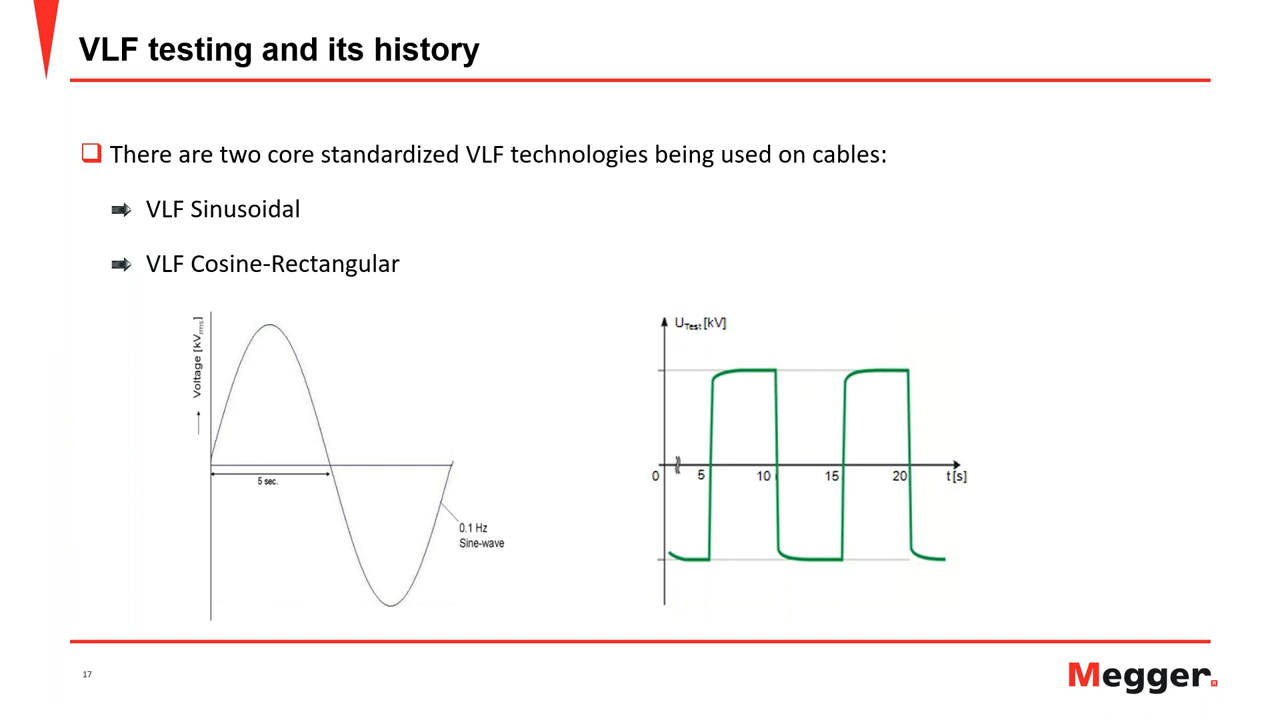 VLF testing and its history
There are two core standardized VLF technologies being used on cables:
VLF Sinusoidal
VLF Cosine-Rectangular
Voltage [kVrms]
5 sec.
0.1 Hz
Sine-wave
UTest [kV]
0 5 10 15 20 t[s]
17
Megger.